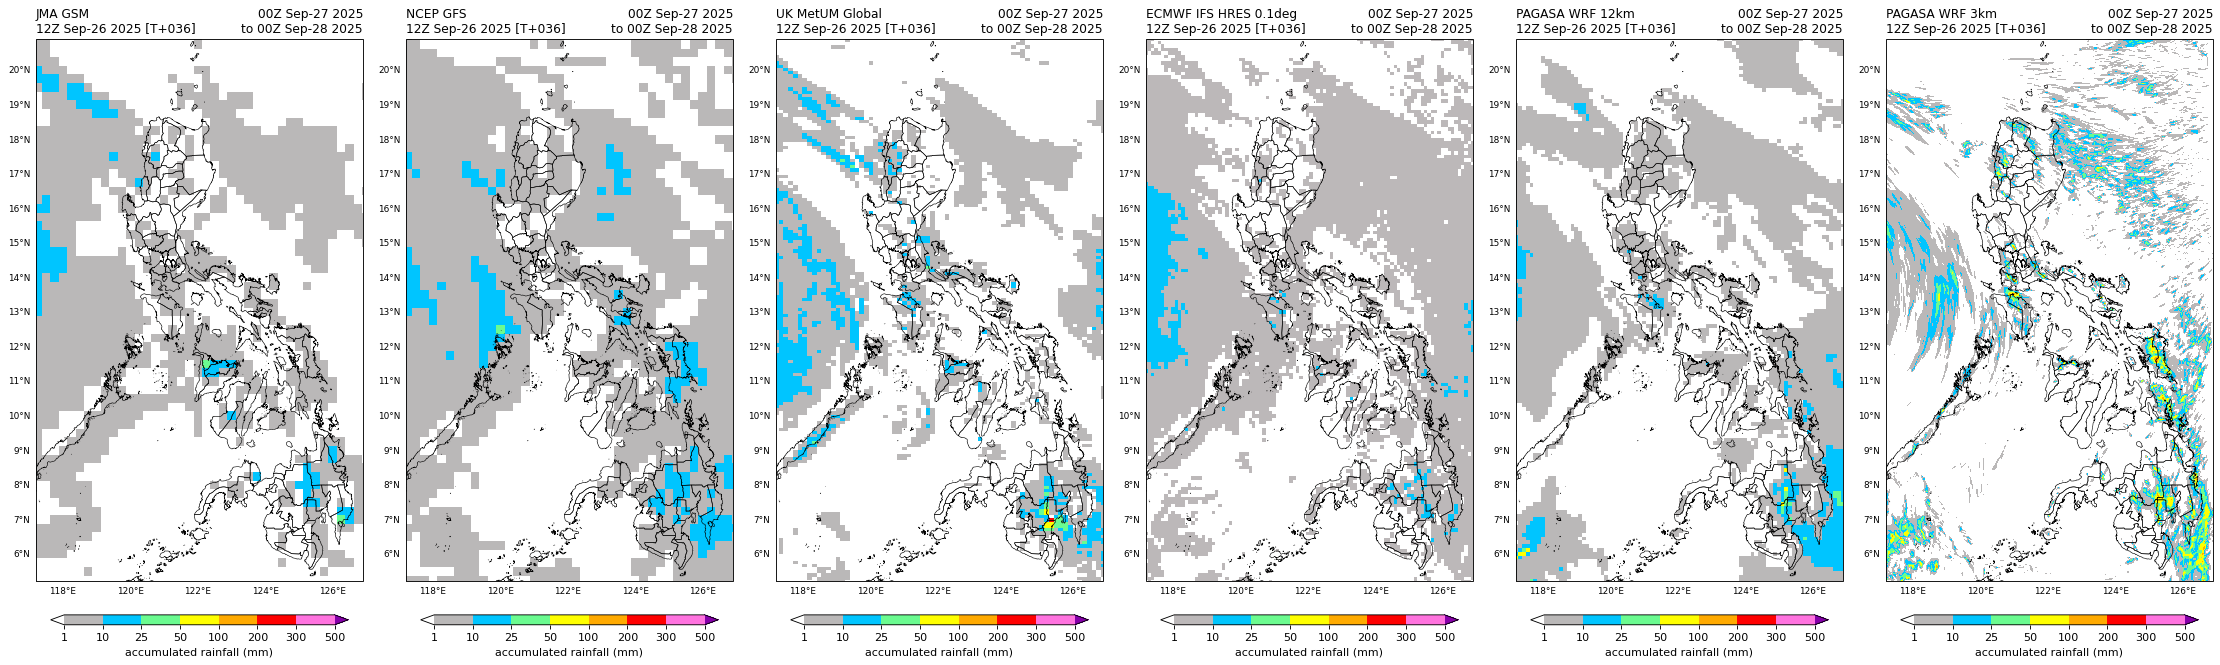 JMA GSM 00Z Sep-27 2025
12Z Sep-26 2025 [T+036] to 00Z Sep-28 2025
20°N
19°N
18°N
17°N
16°N
15°N
14°N
13°N
12°N
11°N
10°N
9°N
8°N
7°N
6°N
118°E 120°E 122°E 124°E 126°E
1 10 25 50 100 200 300 500
accumulated rainfall (mm)
NCEP GFS 00Z Sep-27 2025
12Z Sep-26 2025 [T+036] to 00Z Sep-28 2025
20°N
19°N
18°N
17°N
16°N
15°N
14°N
13°N
12°N
11°N
10°N
9°N
8°N
7°N
6°N
118°E 120°E 122°E 124°E 126°E
1 10 25 50 100 200 300 500
accumulated rainfall (mm)
UK MetUM Global 00Z Sep-27 2025
12Z Sep-26 2025 [T+036] to 00Z Sep-28 2025
20°N
19°N
18°N
17°N
16°N
15°N
14°N
13°N
12°N
11°N
10°N
9°N
8°N
7°N
6°N
118°E 120°E 122°E 124°E 126°E
1 10 25 50 100 200 300 500
accumulated rainfall (mm)
ECMWF IFS HRES 0.1deg 00Z Sep-27 2025
12Z Sep-26 2025 [T+036] to 00Z Sep-28 2025
20°N
19°N
18°N
17°N
16°N
15°N
14°N
13°N
12°N
11°N
10°N
9°N
8°N
7°N
6°N
118°E 120°E 122°E 124°E 126°E
1 10 25 50 100 200 300 500
accumulated rainfall (mm)
PAGASA WRF 12km 00Z Sep-27 2025
12Z Sep-26 2025 [T+036] to 00Z Sep-28 2025
20°N
19°N
18°N
17°N
16°N
15°N
14°N
13°N
12°N
11°N
10°N
9°N
8°N
7°N
6°N
118°E 120°E 122°E 124°E 126°E
1 10 25 50 100 200 300 500
accumulated rainfall (mm)
PAGASA WRF 3km 00Z Sep-27 2025
12Z Sep-26 2025 [T+036] to 00Z Sep-28 2025
20°N
19°N
18°N
17°N
16°N
15°N
14°N
13°N
12°N
11°N
10°N
9°N
8°N
7°N
6°N
118°E 120°E 122°E 124°E 126°E
1 10 25 50 100 200 300 500
accumulated rainfall (mm)